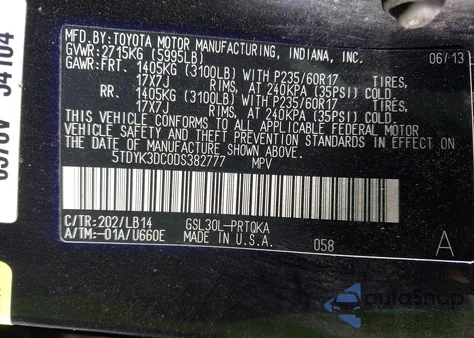 MFD.BY:TOYOTA MOTOR MANUFACTURING, INDIANA, INC.
GVWR:2715KG (5995LB) 06/13
GAWR:FRT. 1405KG (3100LB) WITH P235/60R17 TIRES,
17X7J RIMS, AT 240KPA (35PSI) COLD.
RR. 1405KG (3100LB) WITH P235/60R17 TIRES,
17X7J RIMS, AT 240KPA (35PSI) COLD.
THIS VEHICLE CONFORMS TO ALL APPLICABLE FEDERAL MOTOR
VEHICLE SAFETY AND THEFT PREVENTION STANDARDS IN EFFECT ON
THE DATE OF MANUFACTURE SHOWN ABOVE.
5TDYK3DC0DS382777 MPV
C/TR:202/LB14 GSL30L-PRTQKA
A/TM:-01A/U660E MADE IN U.S.A. 058 A
autoSnap